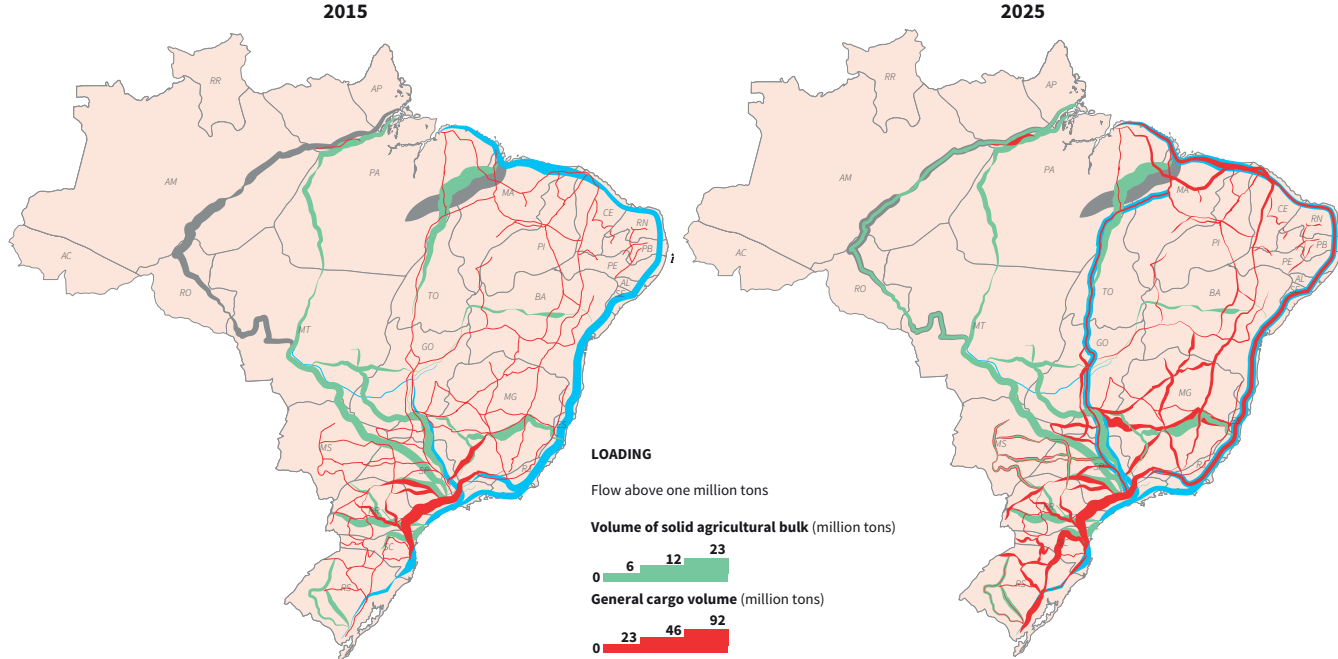 2015
2025
RR
AP
AM
PA
MA
CE
RN
PB
PI
PE
AL
AC
RO
TO
BA
MT
GO
MG
MS
SP
RJ
SC
RS
RR
AP
AM
PA
MA
CE
RN
PB
PI
PE
AL
AC
RO
TO
BA
MT
GO
MG
MS
RJ
RS
LOADING
Flow above one million tons
Volume of solid agricultural bulk (million tons)
0 6 12 23
General cargo volume (million tons)
0 23 46 92